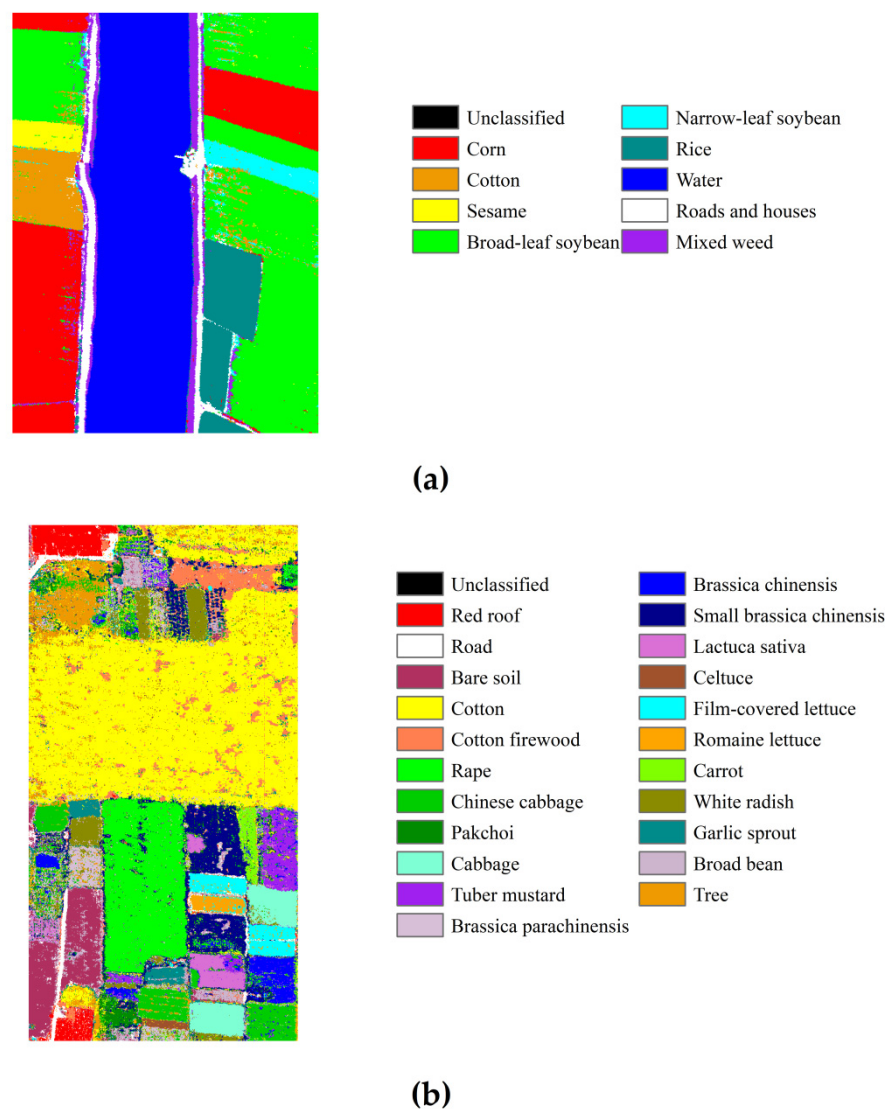 Unclassified
Corn
Cotton
Sesame
Broad-leaf soybean
Narrow-leaf soybean
Rice
Water
Roads and houses
Mixed weed
(a)
Unclassified
Red roof
Road
Bare soil
Cotton
Cotton firewood
Rape
Chinese cabbage
Pakchoi
Cabbage
Tuber mustard
Brassica parachinensis
Brassica chinensis
Small brassica chinensis
Lactuca sativa
Celtuce
Film-covered lettuce
Romaine lettuce
Carrot
White radish
Garlic sprout
Broad bean
Tree
(b)